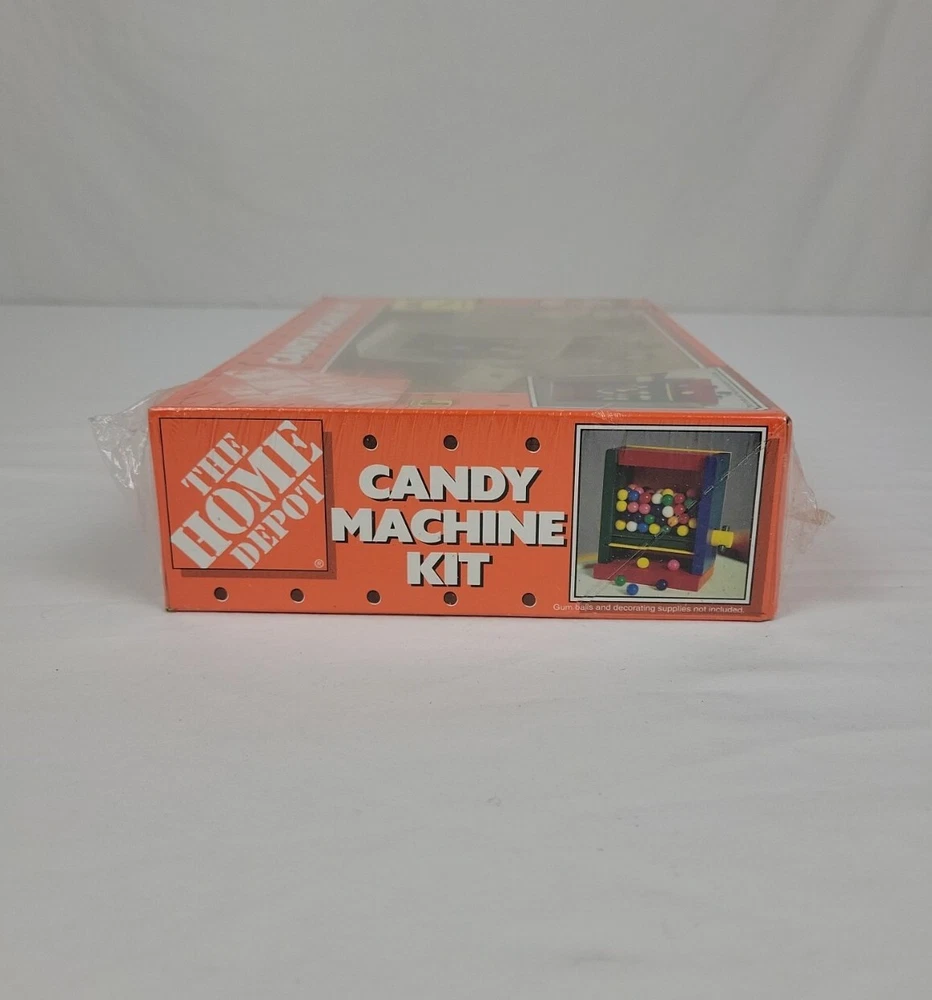 THE
HOME
DEPOT
®
CANDY
MACHINE
KIT
Gum balls and decorating supplies not included.